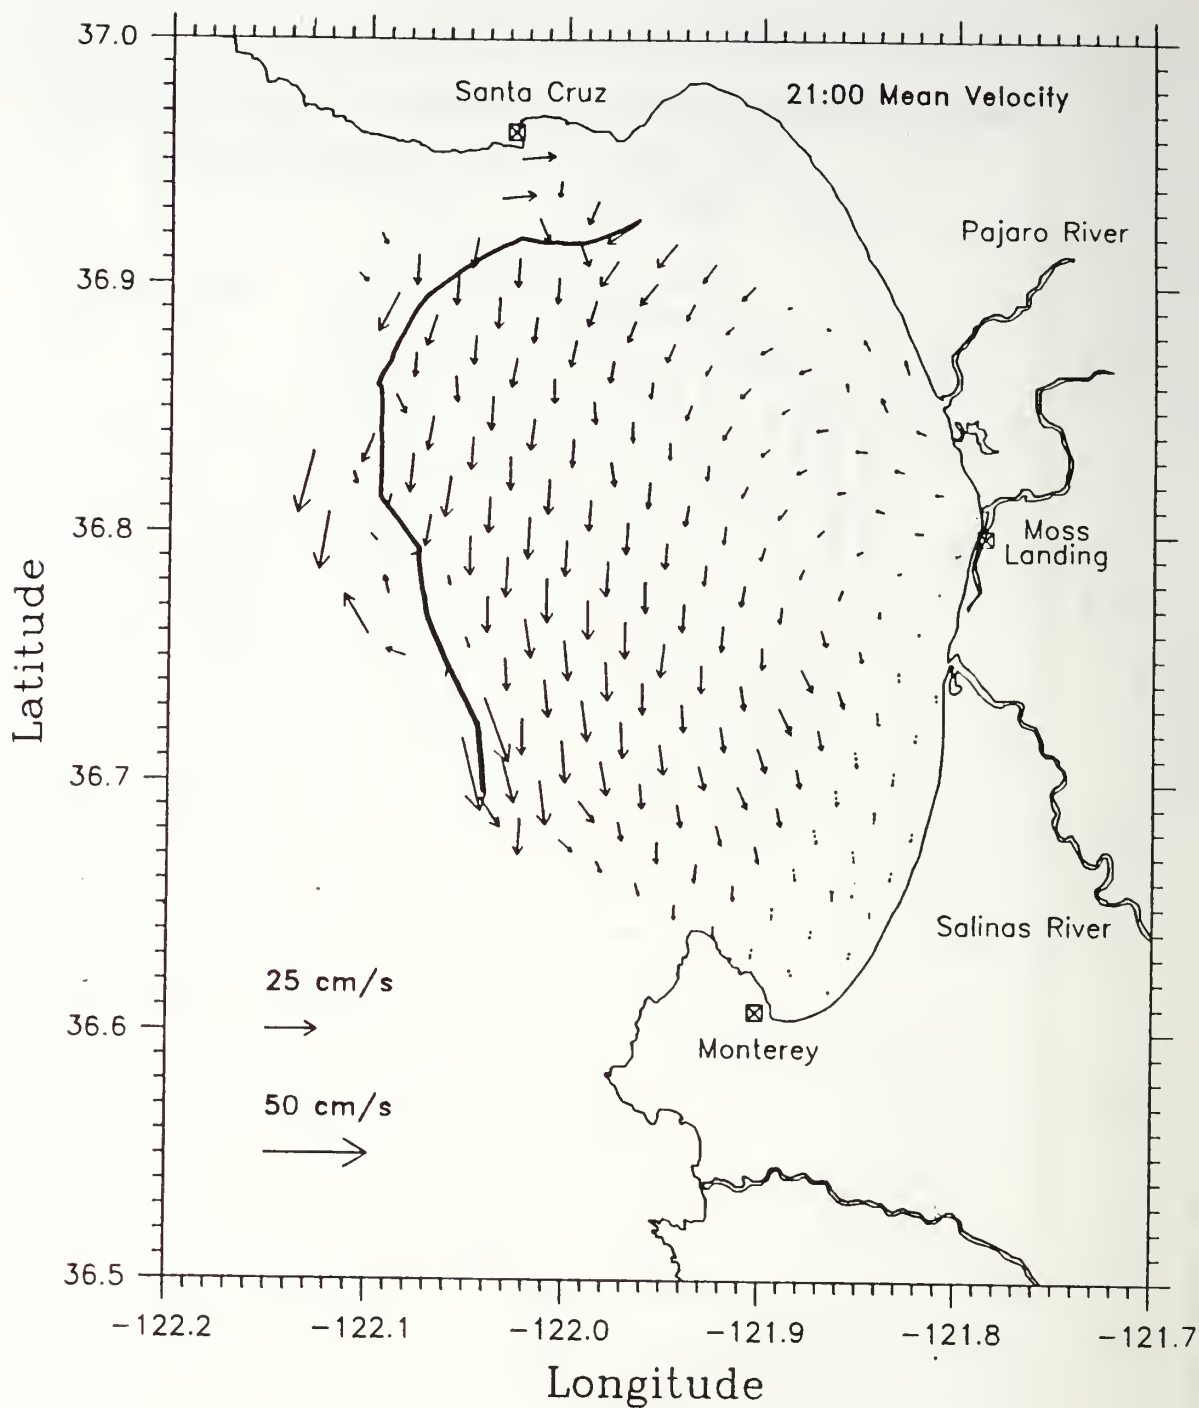 37.0
Santa Cruz
21:00 Mean Velocity
Pajaro River
36.9
36.8
Moss
Landing
Latitude
36.7
Salinas River
25 cm/s
36.6
Monterey
50 cm/s
36.5
-122.2
-122.1
-122.0
-121.9
-121.8
-121.7
Longitude